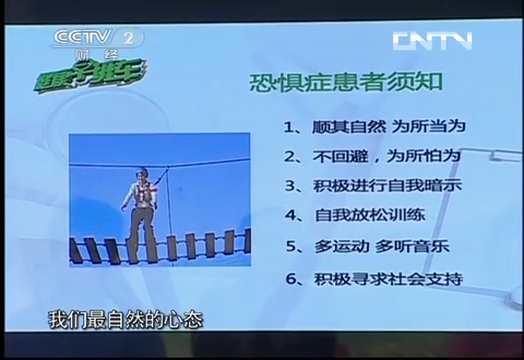 CCTV 2
财经
CNTV
健康早班车
恐惧症患者须知
1、顺其自然 为所当为
2、不回避，为所怕为
3、积极进行自我暗示
4、自我放松训练
5、多运动 多听音乐
6、积极寻求社会支持
我们最自然的心态